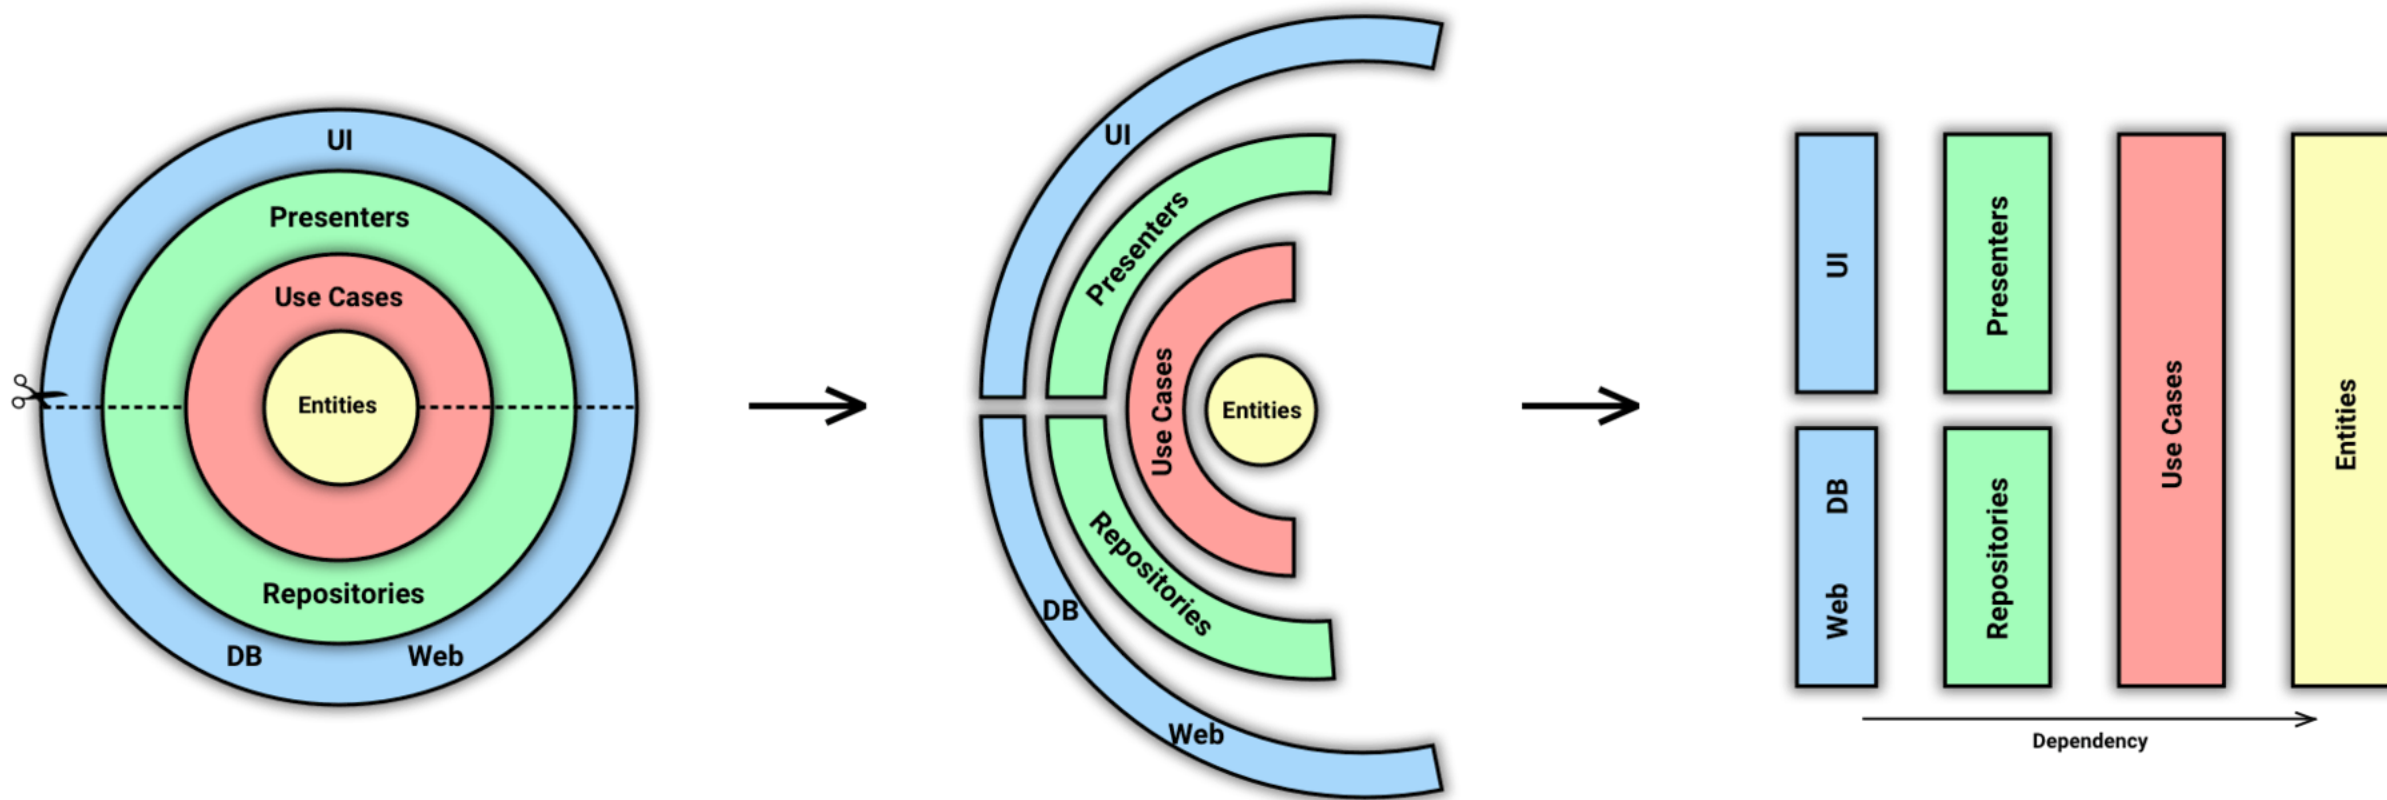 UI
Presenters
Use Cases
Entities
Repositories
DB
Web
UI
Presenters
Use Cases
Entities
Repositories
DB
Web
UI
Presenters
Use Cases
Entities
DB
Web
Repositories
Dependency